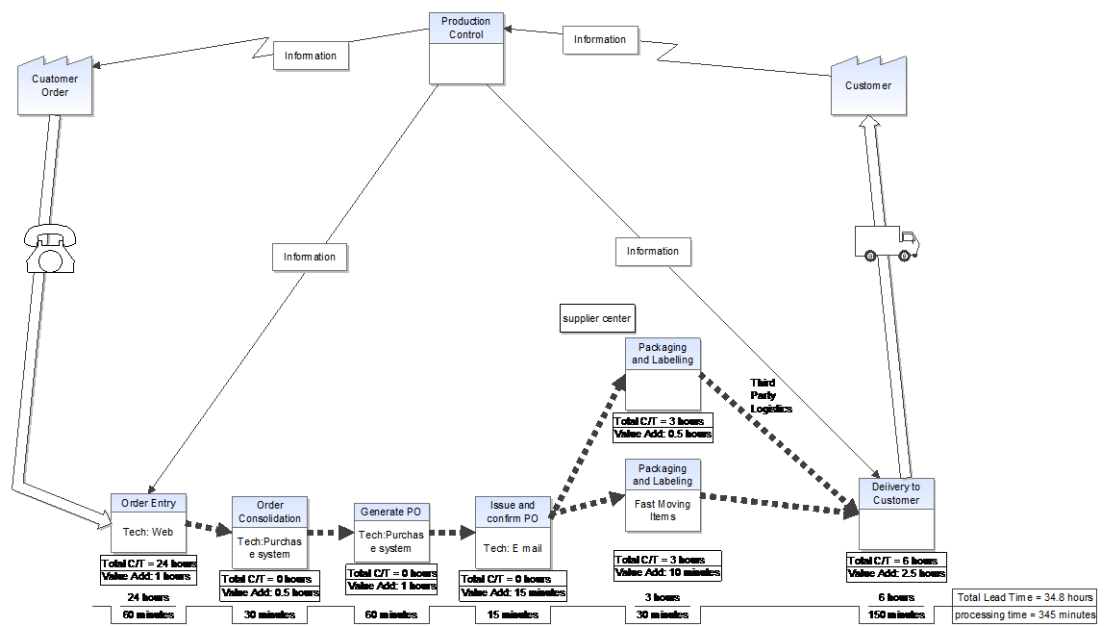 Production
Control
Information
Information
Cuatomer
Order
Customer
Information
Information
supplier center
Packaging
and Labelling
Third
Party
Logistics
Total C/T = 3 hours
Value Add: 0.5 hours
Order Entry
Tech: Web
Order
Consolidation
Tech:Purchas
e system
Generate PO
Tech:Purchas
e system
Issue and
confirm PO
Tech: E mail
Packaging
and Labeling
Fast Moving
Items
Delivery to
Customer
Total C/T = 24 hours
Value Add: 1 hours
Total C/T = 0 hours
Value Add: 0.5 hours
Total C/T = 0 hours
Value Add: 1 hours
Total C/T = 0 hours
Value Add: 15 minutes
Total C/T = 3 hours
Value Add: 10 minutes
Total C/T = 6 hours
Value Add: 2.5 hours
24 hours
3 hours
6 hours
Total Lead Time = 34.8 hours
60 minutes
30 minutes
60 minutes
15 minutes
30 minutes
150 minutes
processing time = 345 minutes